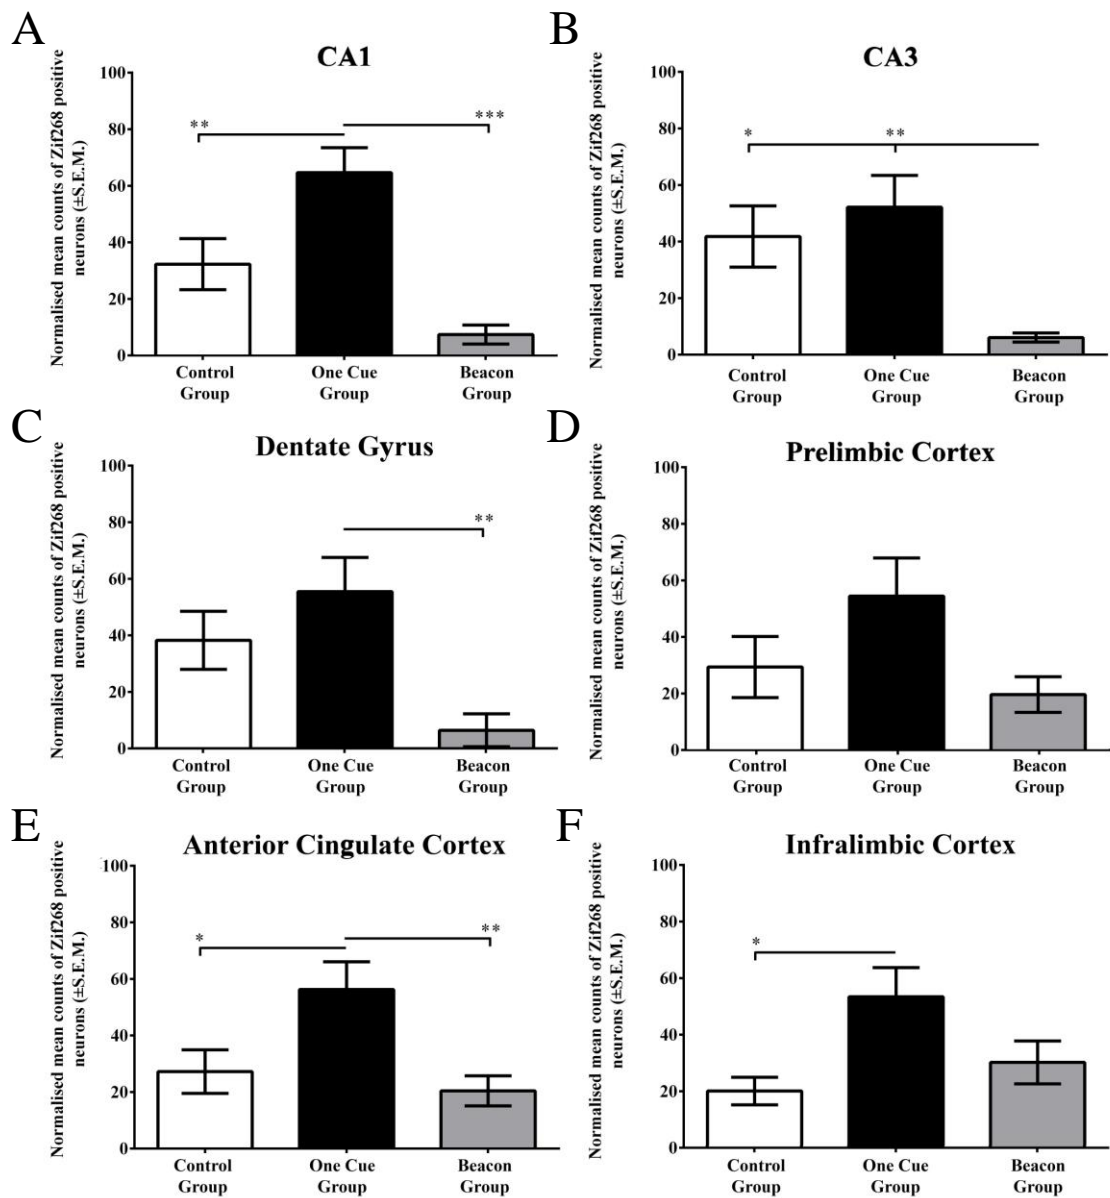 A
CA1
Normalised mean counts of Zif268 positive
neurons (±S.E.M.)
100
80
60
40
20
0
**
***
Control
Group
One Cue
Group
Beacon
Group
B
CA3
Normalised mean counts of Zif268 positive
neurons (±S.E.M.)
100
80
60
40
20
0
*
**
Control
Group
One Cue
Group
Beacon
Group
C
Dentate Gyrus
Normalised mean counts of Zif268 positive
neurons (±S.E.M.)
100
80
60
40
20
0
**
Control
Group
One Cue
Group
Beacon
Group
D
Prelimbic Cortex
Normalised mean counts of Zif268 positive
neurons (±S.E.M.)
100
80
60
40
20
0
Control
Group
One Cue
Group
Beacon
Group
E
Anterior Cingulate Cortex
Normalised mean counts of Zif268 positive
neurons (±S.E.M.)
100
80
60
40
20
0
*
**
Control
Group
One Cue
Group
Beacon
Group
F
Infralimbic Cortex
Normalised mean counts of Zif268 positive
neurons (±S.E.M.)
100
80
60
40
20
0
*
Control
Group
One Cue
Group
Beacon
Group